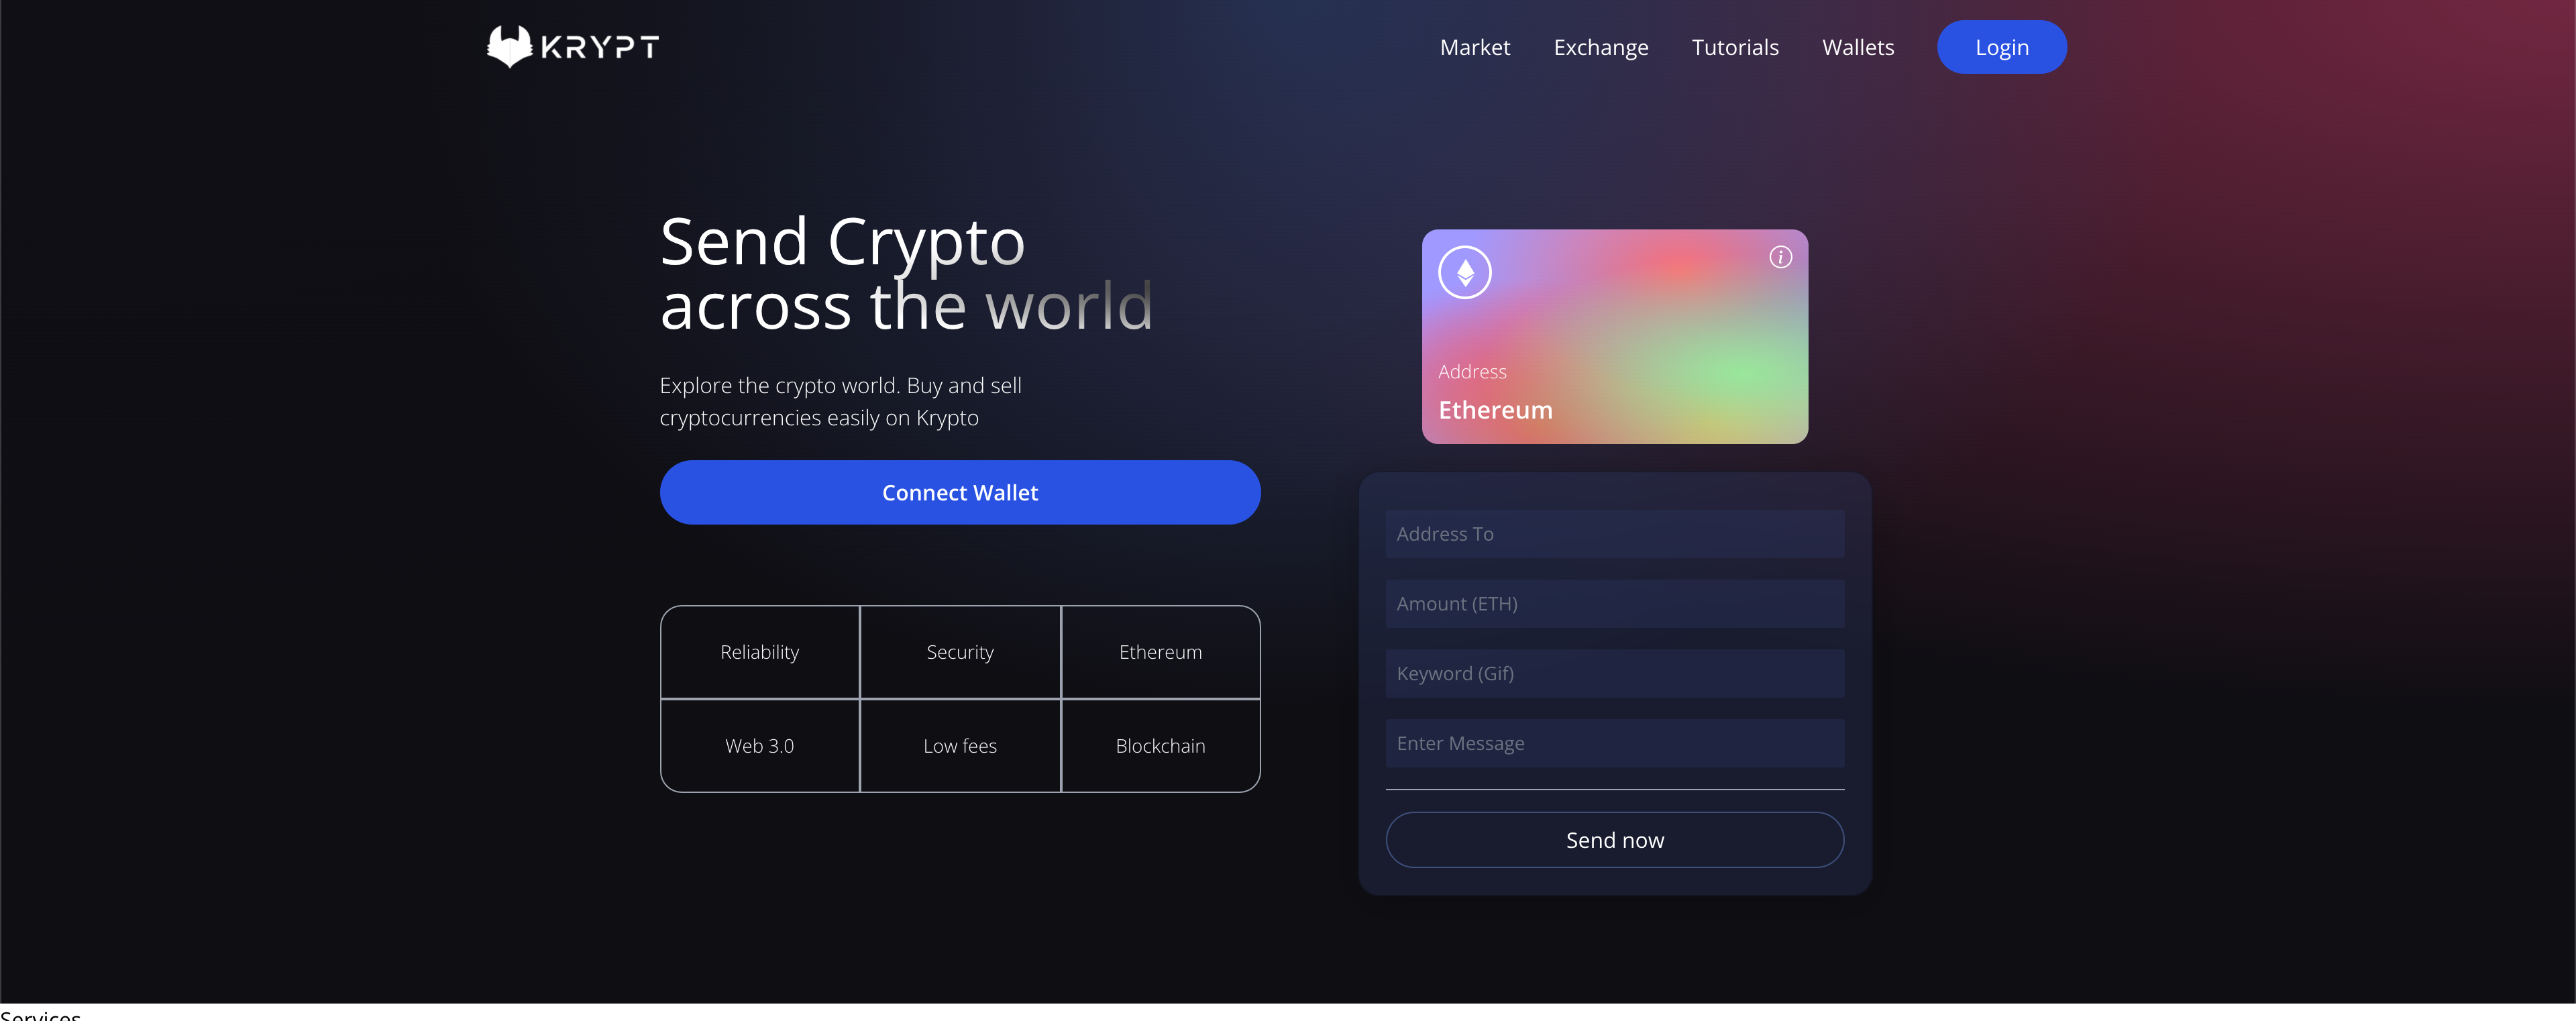 KRYPT
Market
Exchange
Tutorials
Wallets
Login
Send Crypto
across the world
Explore the crypto world. Buy and sell
cryptocurrencies easily on Krypto
Connect Wallet
Reliability
Security
Ethereum
Web 3.0
Low fees
Blockchain
i
Address
Ethereum
Address To
Amount (ETH)
Keyword (Gif)
Enter Message
Send now
Services